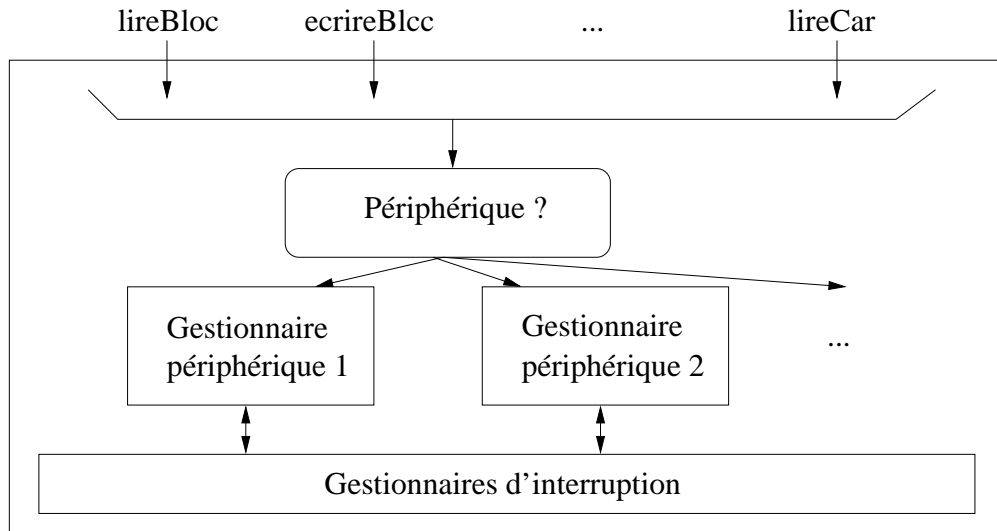 lireBloc ecrireBlcc ... lireCar
Périphérique ?
Gestionnaire
périphérique 1
Gestionnaire
périphérique 2
...
Gestionnaires d'interruption